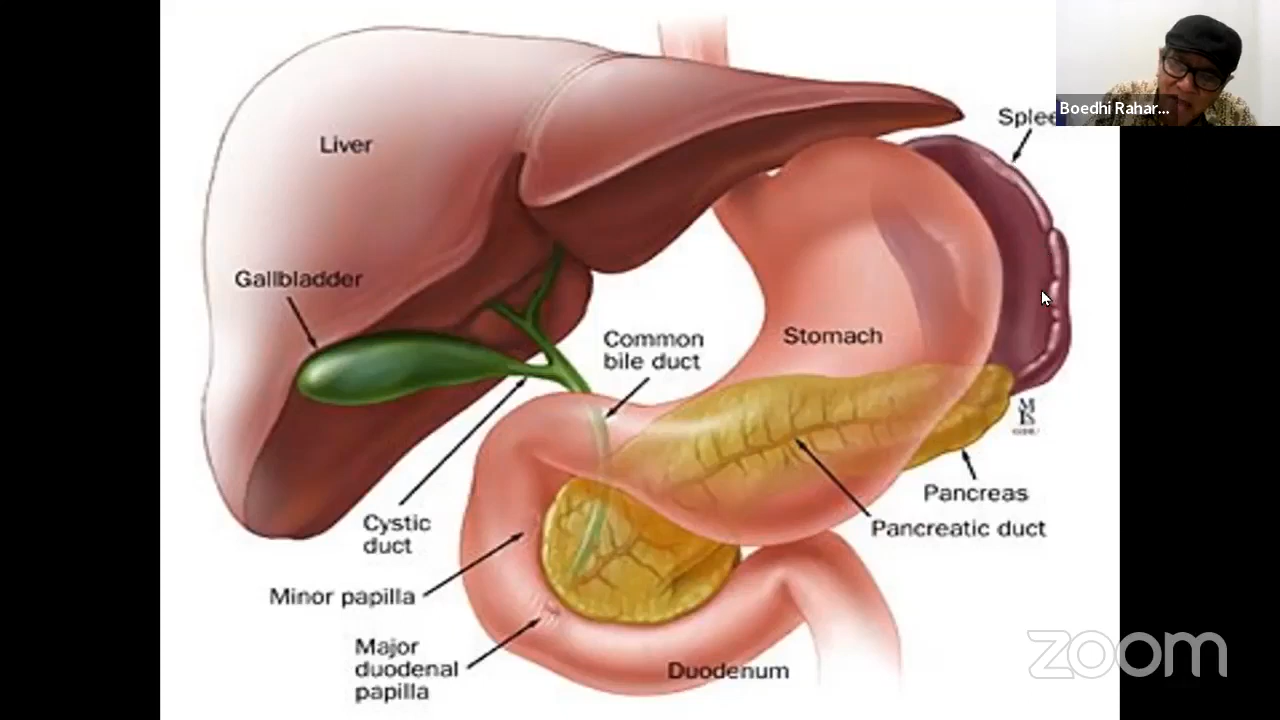 Boedhi Rahar...
Splee
Liver
Gallbladder
Common
bile duct
Stomach
Pancreas
Pancreatic duct
Cystic
duct
Minor papilla
Major
duodenal
papilla
Duodenum
zoom